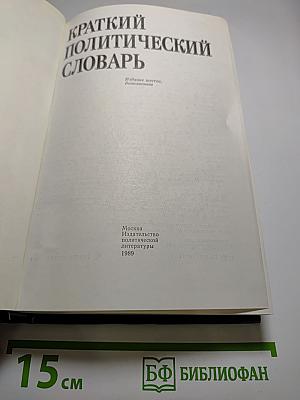 КРАТКИЙ
ПОЛИТИЧЕСКИЙ
СЛОВАРЬ
Издание шестое,
дополненное
Москва
Издательство
политической
литературы
1989
15 см
БФ БИБЛИОФАН